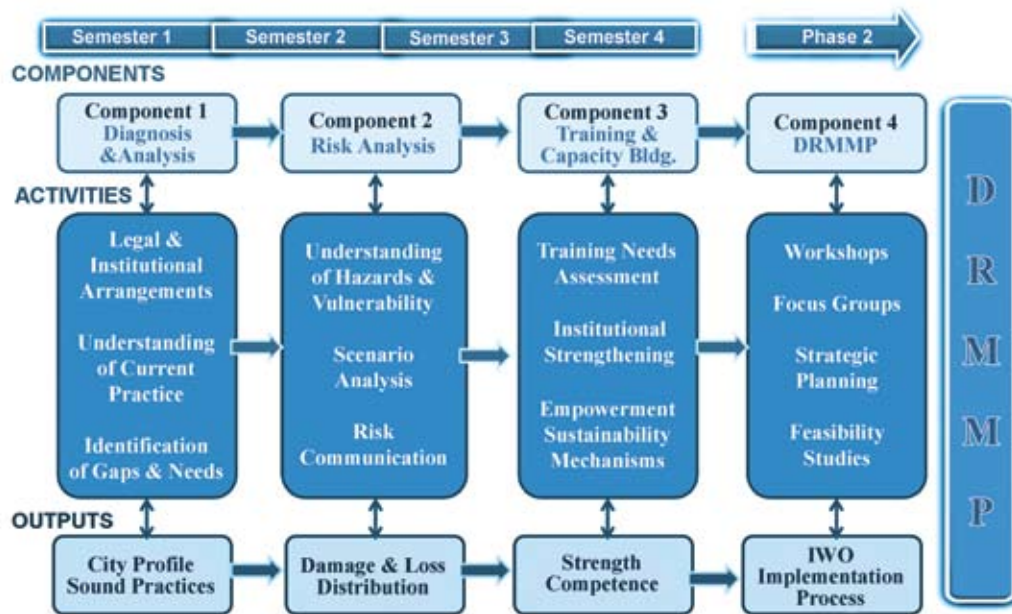 Semester 1
Semester 2
Semester 3
Semester 4
Phase 2
COMPONENTS
Component 1
Diagnosis
&Analysis
Component 2
Risk Analysis
Component 3
Training &
Capacity Bldg.
Component 4
DRMMP
ACTIVITIES
Legal &
Institutional
Arrangements
Understanding
of Current
Practice
Identification
of Gaps & Needs
Understanding
of Hazards &
Vulnerability
Scenario
Analysis
Risk
Communication
Training Needs
Assessment
Institutional
Strengthening
Empowerment
Sustainability
Mechanisms
Workshops
Focus Groups
Strategic
Planning
Feasibility
Studies
OUTPUTS
City Profile
Sound Practices
Damage & Loss
Distribution
Strength
Competence
IWO
Implementation
Process
D
R
M
M
P